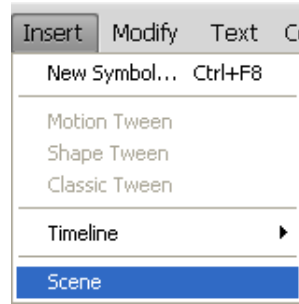 Insert Modify Text
New Symbol... Ctrl+F8
Motion Tween
Shape Tween
Classic Tween
Timeline
Scene